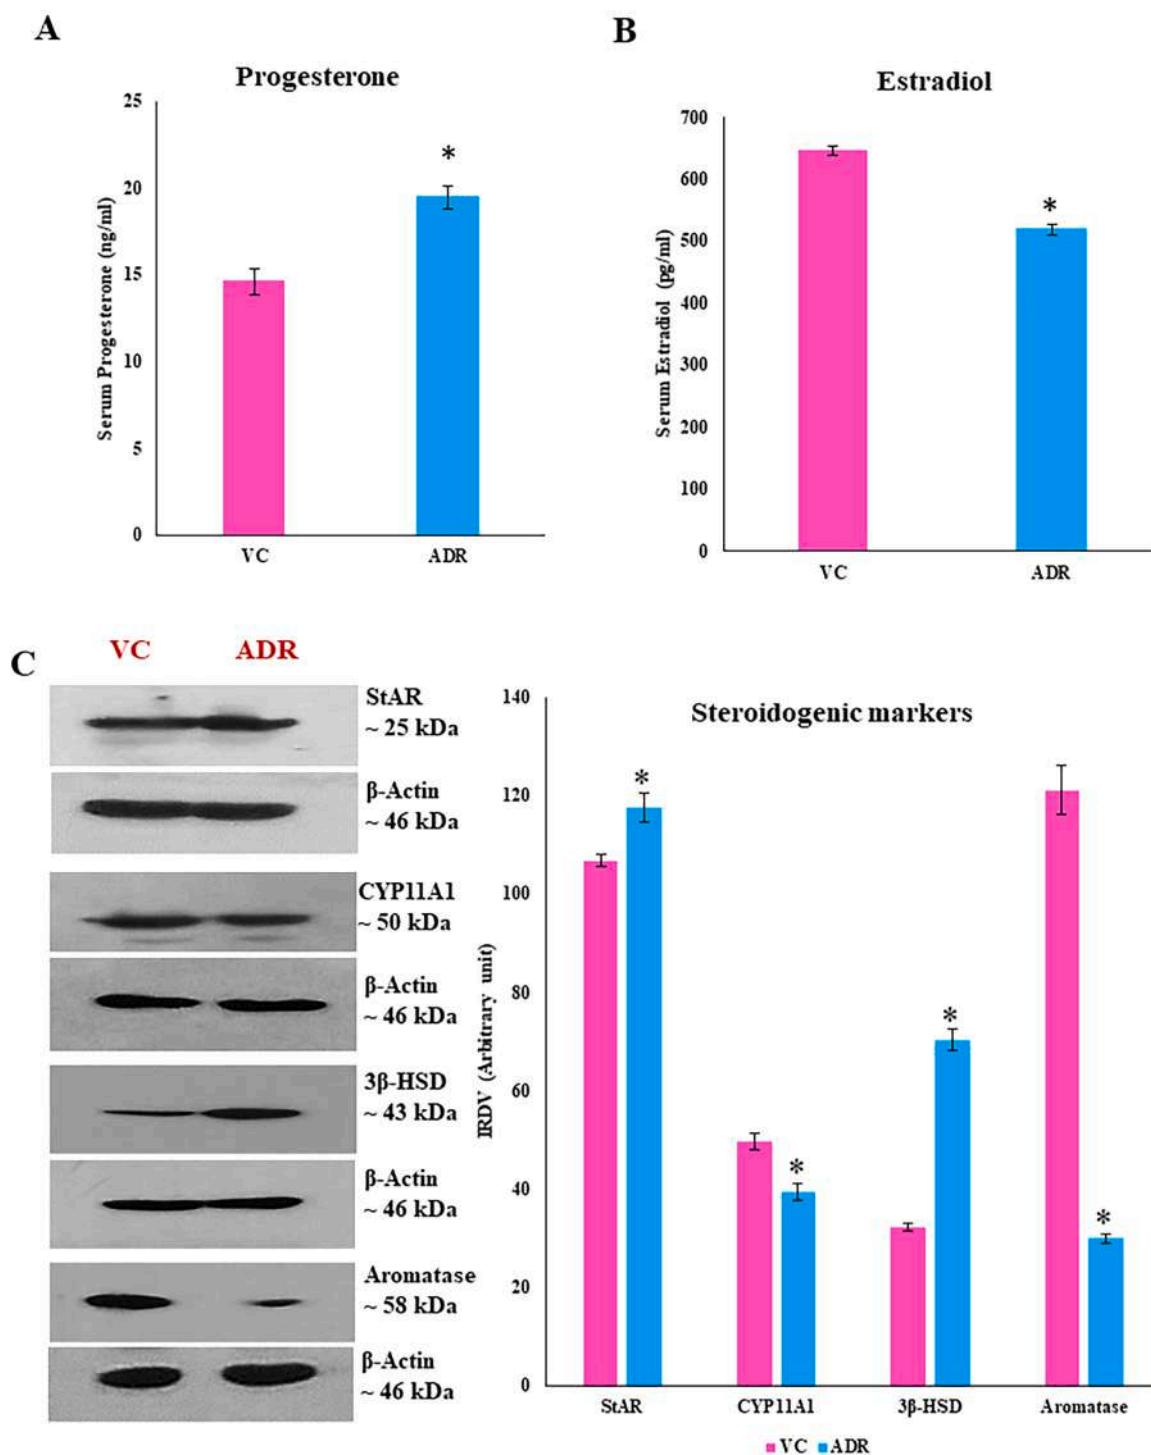 A
B
Progesterone
Serum Progesterone (ng/ml)
25
20
15
10
5
0
*
VC
ADR
Estradiol
Serum Estradiol (pg/ml)
700
600
500
400
300
200
100
0
*
VC
ADR
C
VC
ADR
StAR
~ 25 kDa
β-Actin
~ 46 kDa
CYP11A1
~ 50 kDa
β-Actin
~ 46 kDa
3β-HSD
~ 43 kDa
β-Actin
~ 46 kDa
Aromatase
~ 58 kDa
β-Actin
~ 46 kDa
Steroidogenic markers
IRDV (Arbitrary unit)
140
120
100
80
60
40
20
0
*
*
*
*
StAR
CYP11A1
3β-HSD
Aromatase
VC
ADR